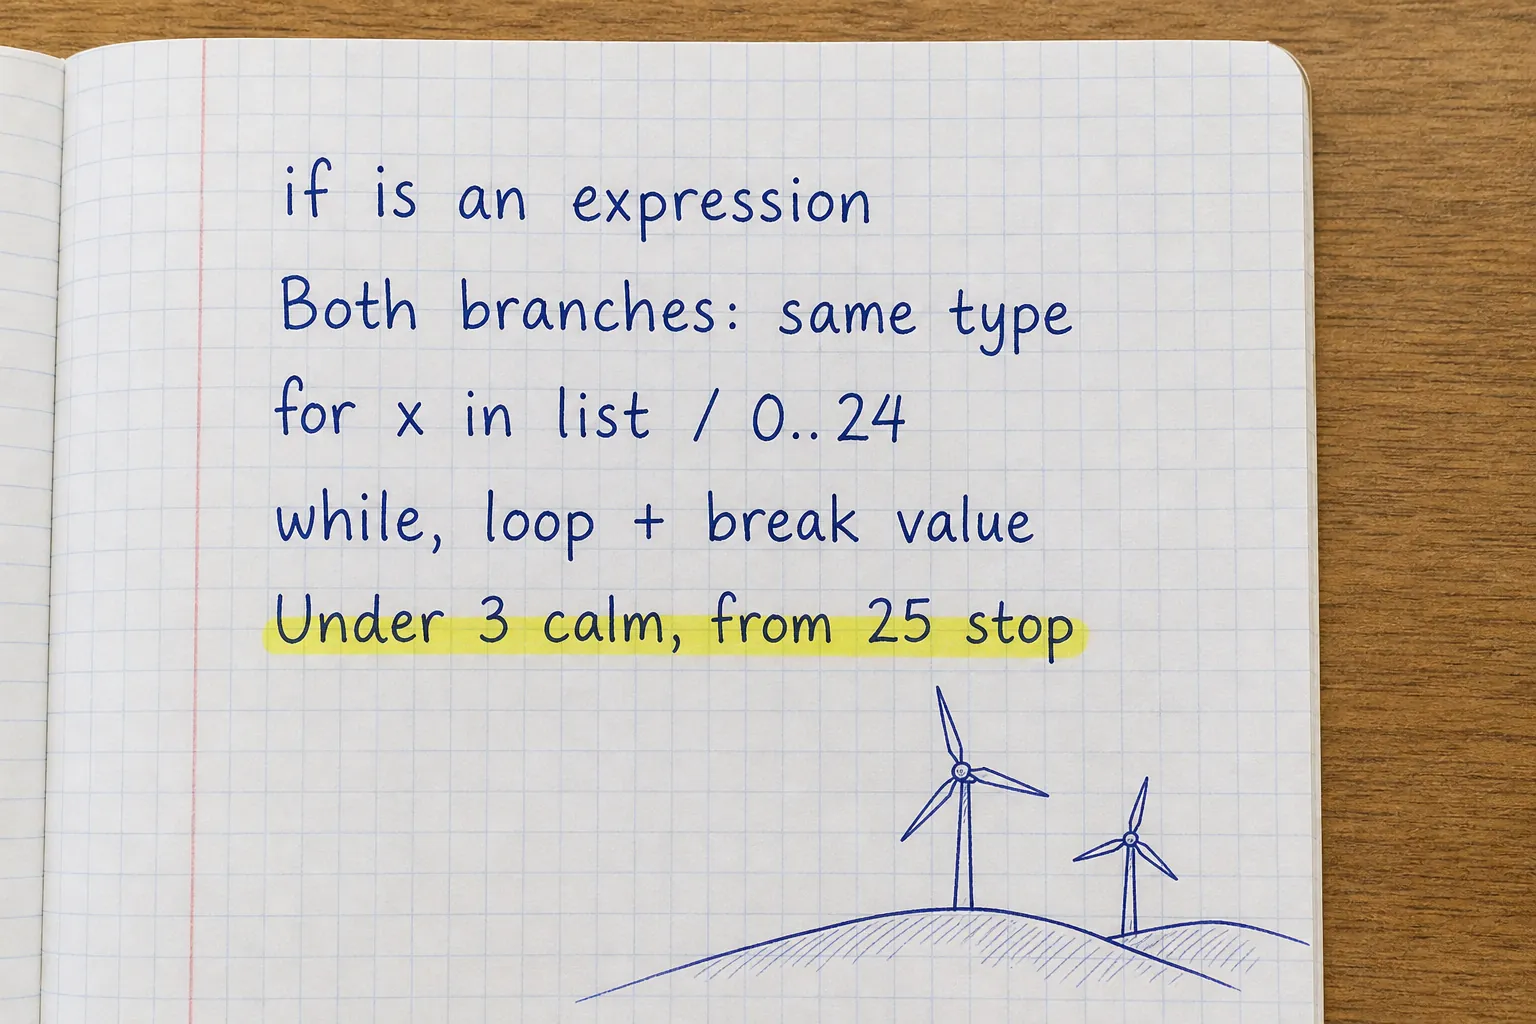 if is an expression
Both branches: same type
for x in list / 0..24
while, loop + break value
Under 3 calm, from 25 stop